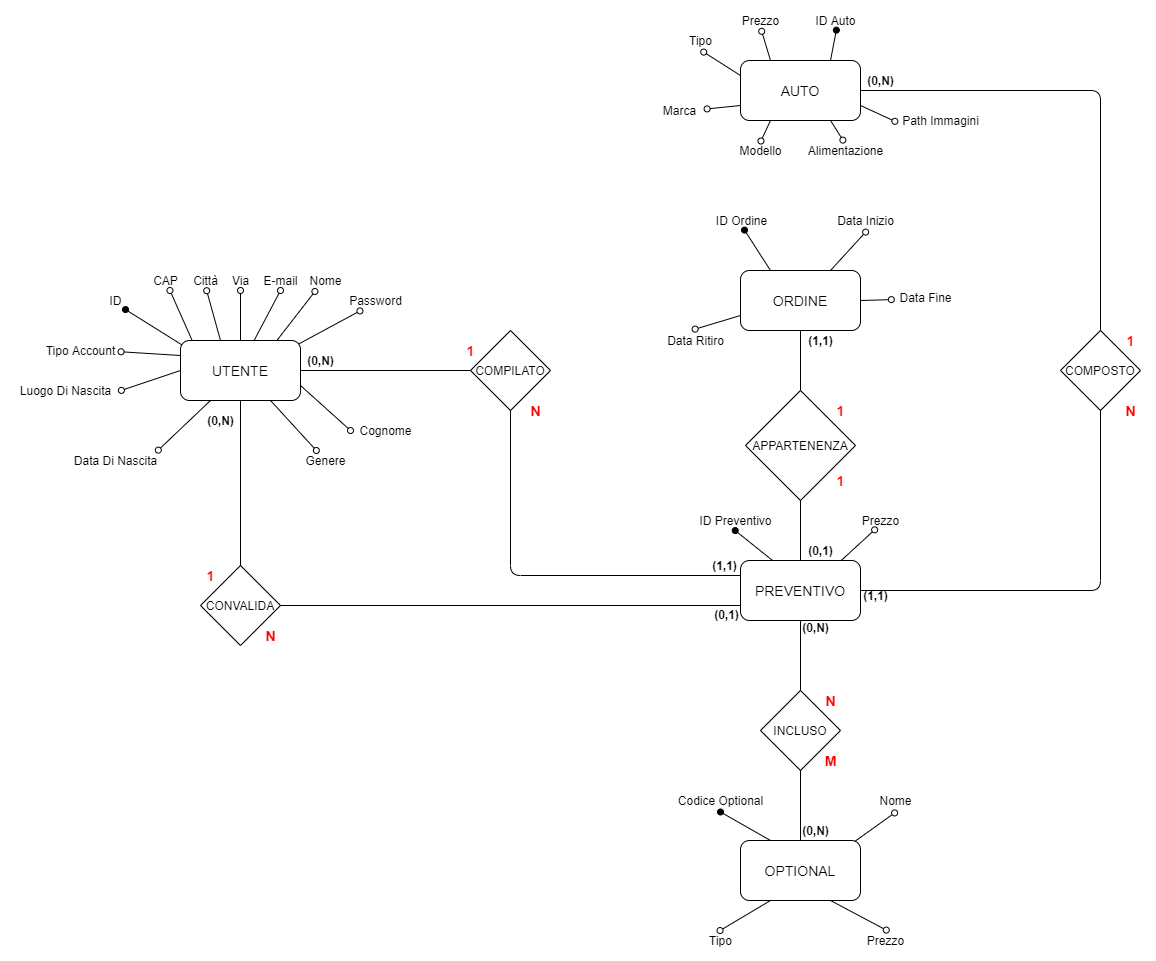 Prezzo
ID Auto
Tipo
(0,N)
AUTO
Marca
Path Immagini
Modello
Alimentazione
ID Ordine
Data Inizio
CAP
Città
Via
E-mail
Nome
ID
Password
ORDINE
Data Fine
Data Ritiro
(1,1)
Tipo Account
1
1
(0,N)
UTENTE
COMPILATO
COMPOSTO
Luogo Di Nascita
N
1
N
(0,N)
Cognome
APPARTENENZA
Data Di Nascita
Genere
1
ID Preventivo
Prezzo
(0,1)
(1,1)
1
PREVENTIVO
(1,1)
CONVALIDA
(0,1)
N
(0,N)
N
INCLUSO
M
Codice Optional
Nome
(0,N)
OPTIONAL
Tipo
Prezzo